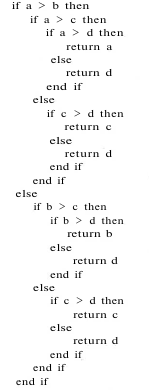 if a > b then
if a > c then
if a > d then
return a
else
return d
end if
else
if c > d then
return c
else
return d
end if
end if
else
if b > c then
if b > d then
return b
else
return d
end if
else
if c > d then
return c
else
return d
end if
end if
end if